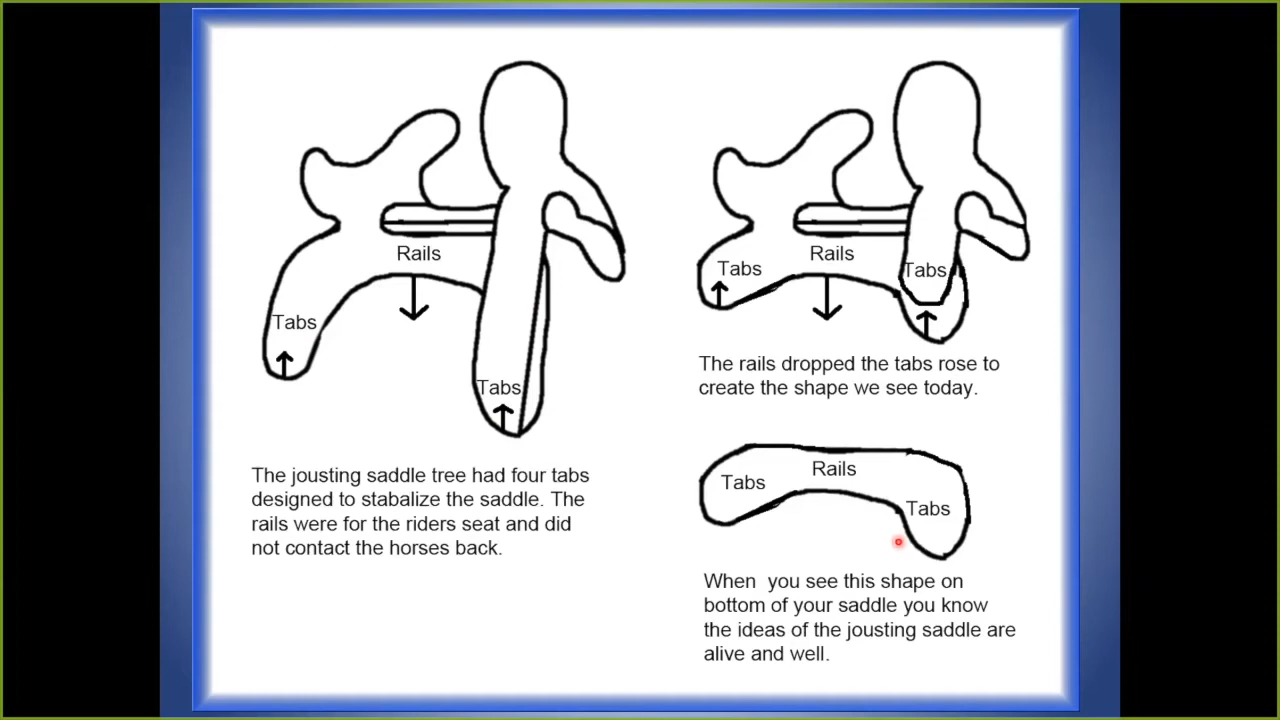 Rails
Tabs
Tabs
The jousting saddle tree had four tabs
designed to stabalize the saddle. The
rails were for the riders seat and did
not contact the horses back.
Tabs
Rails
Tabs
The rails dropped the tabs rose to
create the shape we see today.
Tabs
Rails
Tabs
When you see this shape on
bottom of your saddle you know
the ideas of the jousting saddle are
alive and well.